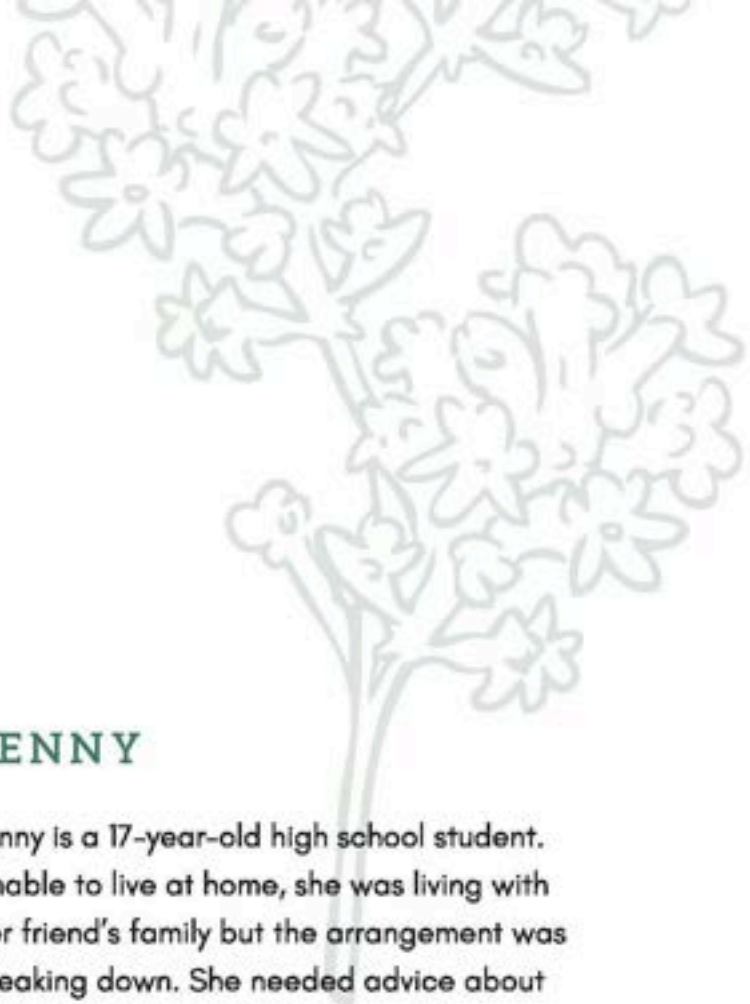 ENNY
nny is a 17-year-old high school student.
nable to live at home, she was living with
er friend's family but the arrangement was
eaking down. She needed advice about